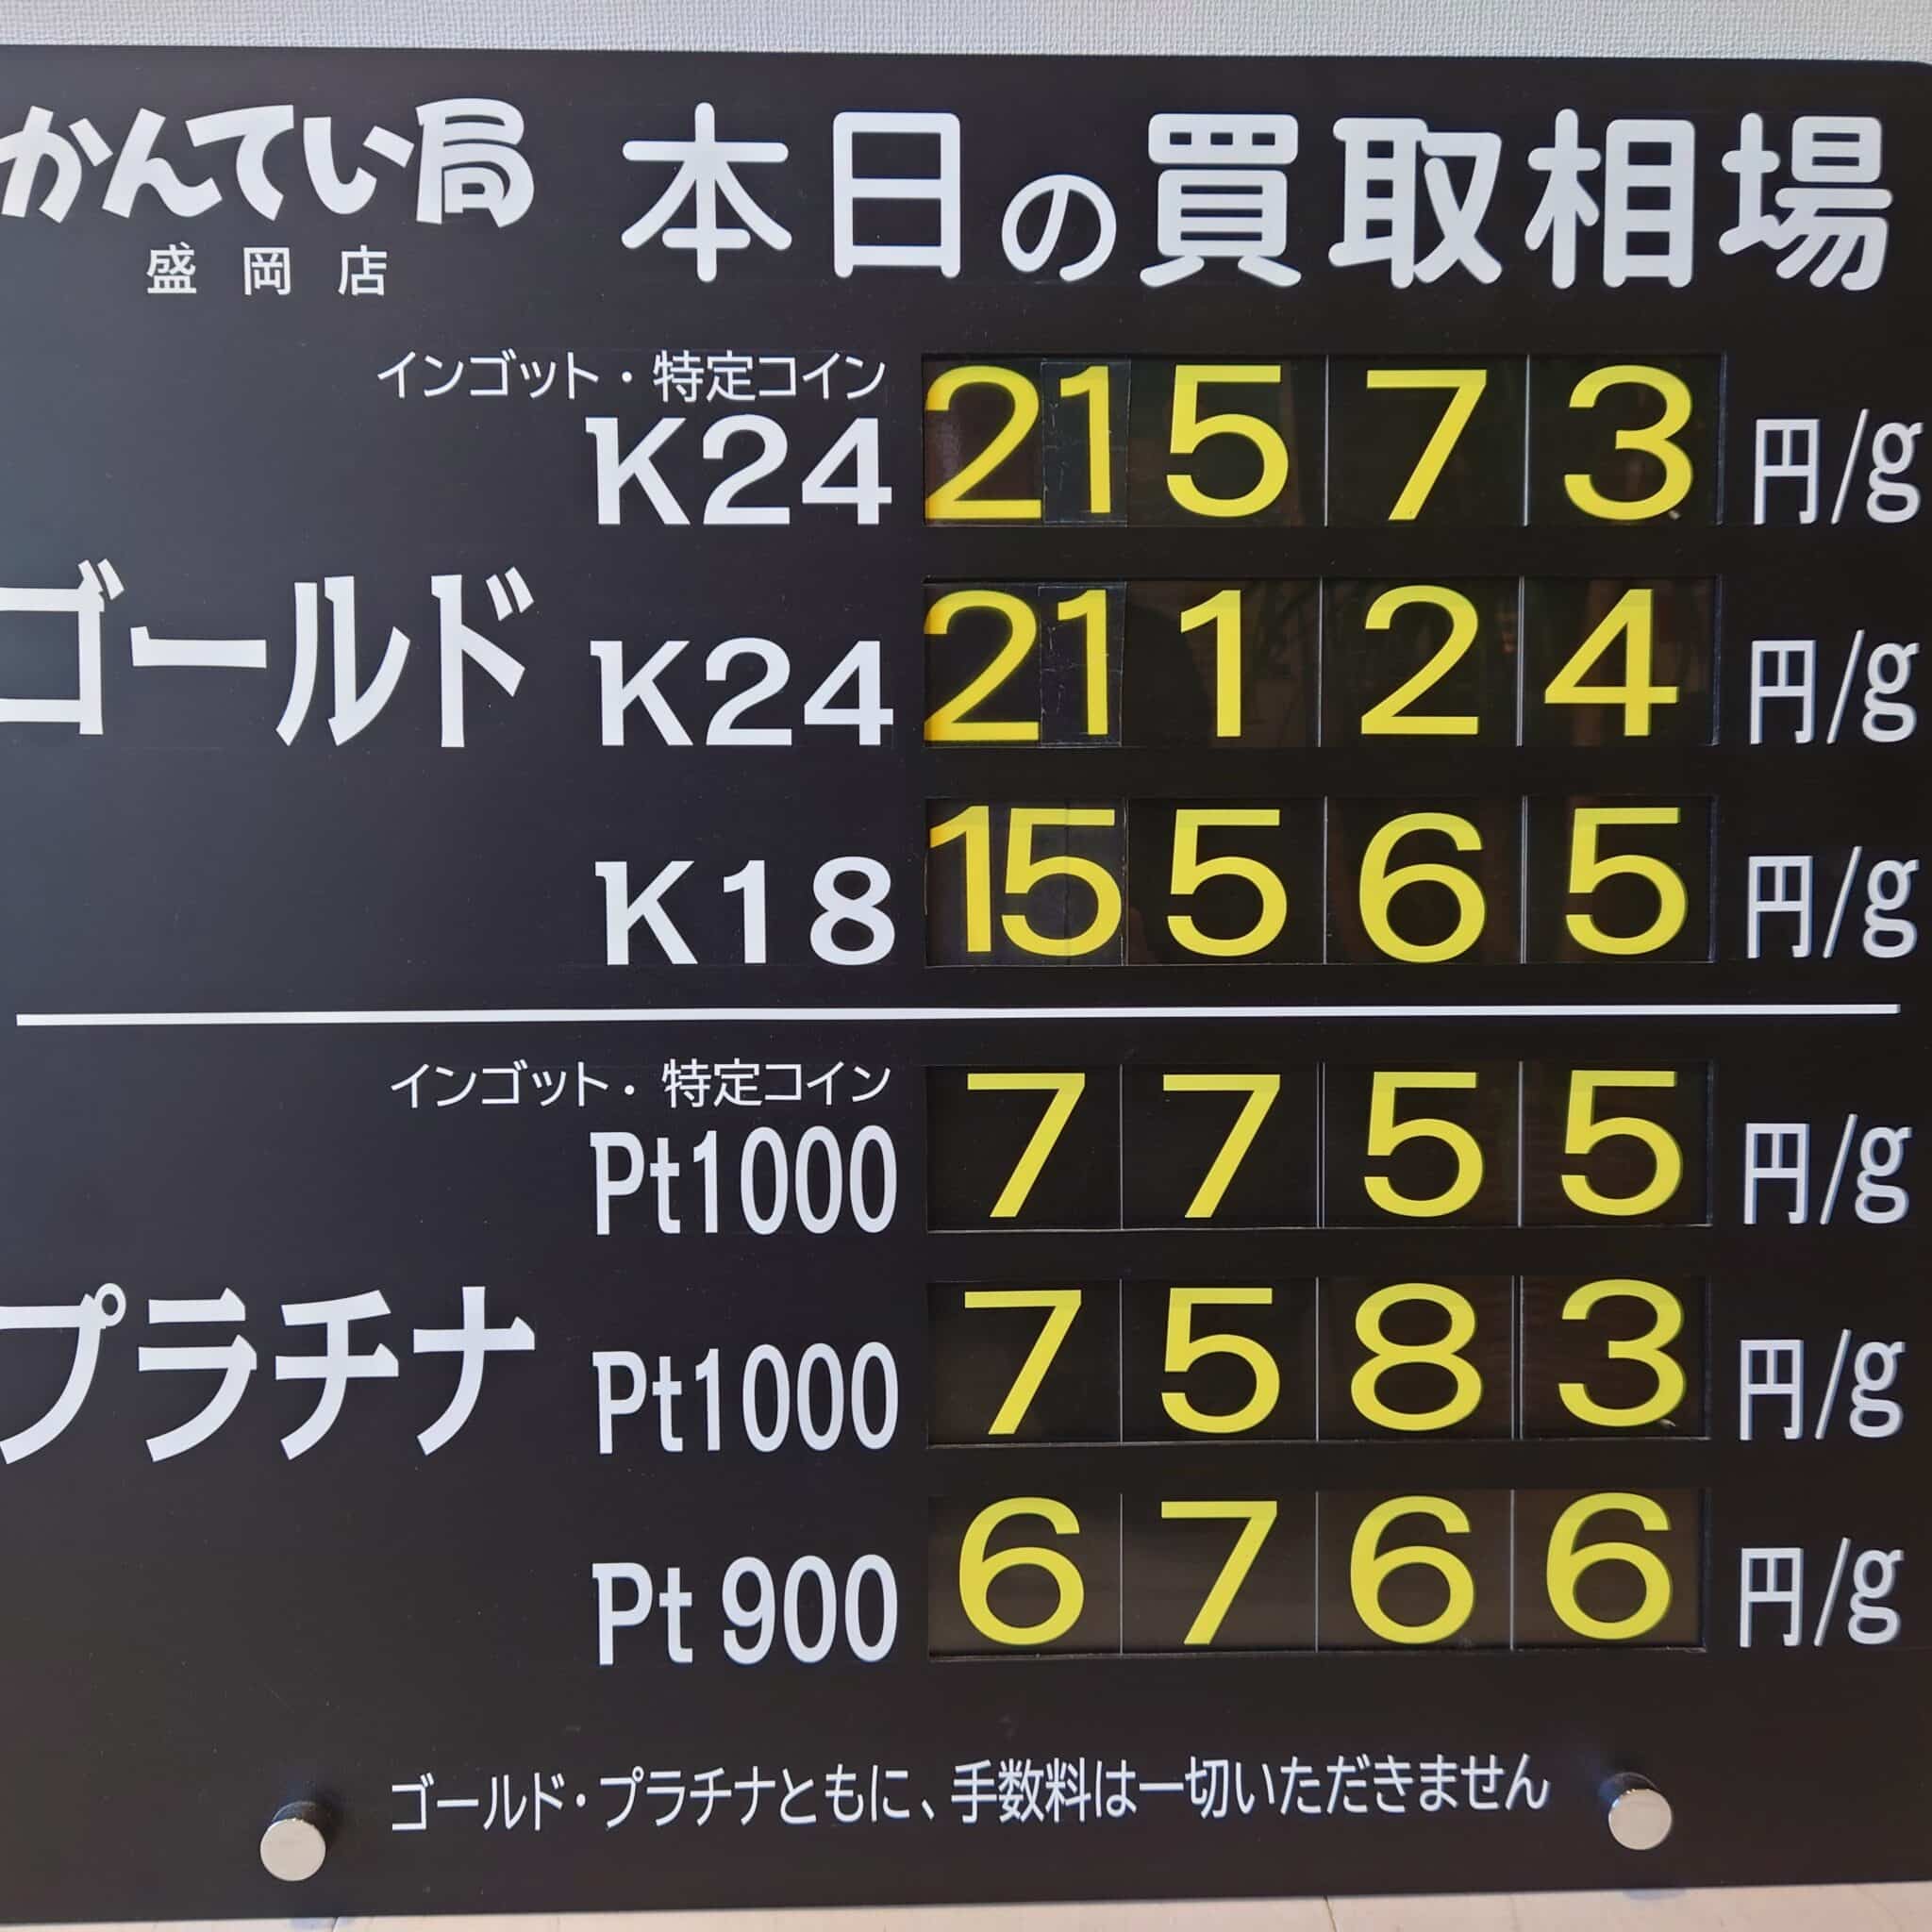 かんてい局 本日の買取相場
盛岡店
インゴット・特定コイン
K24 21573 円/g
ゴールド K24 21124 円/g
K18 15565 円/g
インゴット・特定コイン
Pt1000 7755 円/g
プラチナ Pt1000 7583 円/g
Pt900 6766 円/g
ゴールド・プラチナともに、手数料は一切いただきません